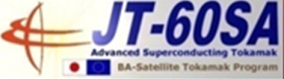 JT-60SA
Advanced Superconducting Tokamak
BA-Satellite Tokamak Program